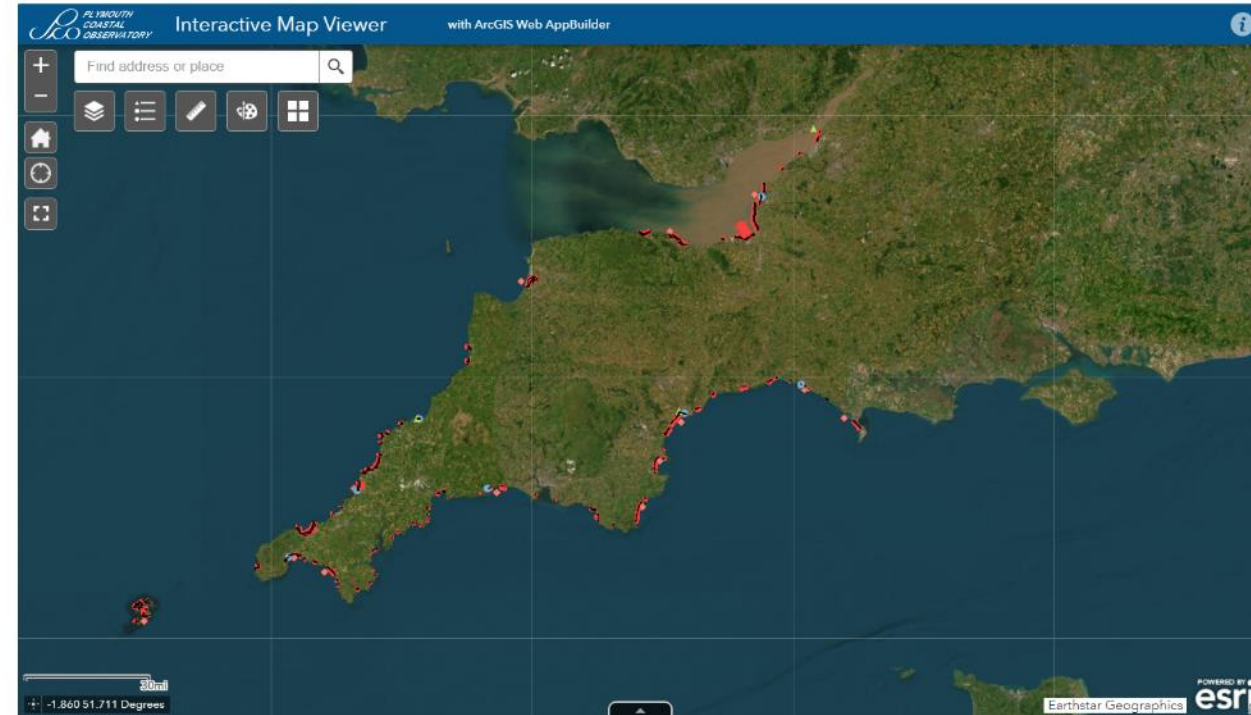 PLYMOUTH
COASTAL
OBSERVATORY
Interactive Map Viewer
with ArcGIS Web AppBuilder
i
Find address or place
30mi
-1.860 51.711 Degrees
Earthstar Geographics
POWERED BY
esri